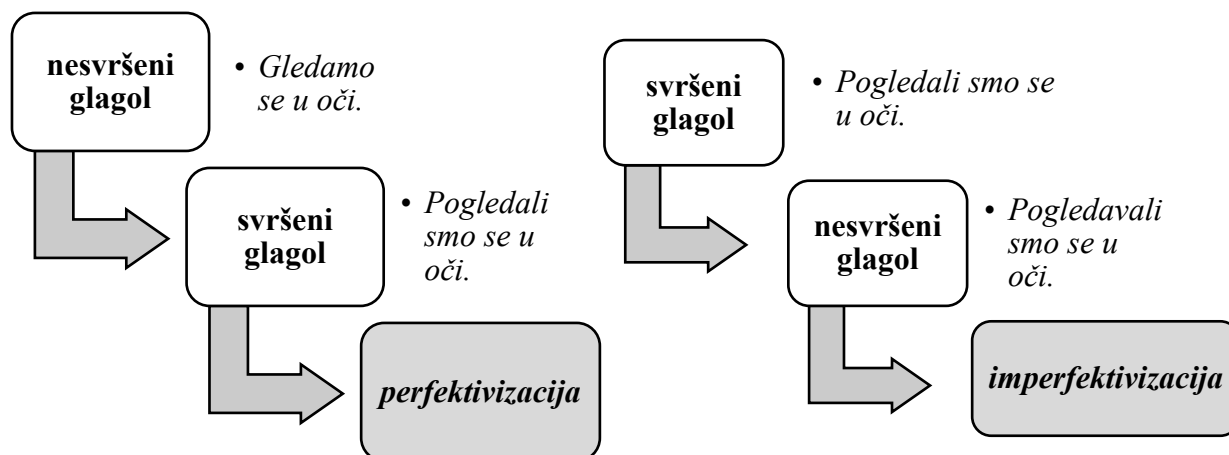 nesvršeni
glagol
• Gledamo
se u oči.
svršeni
glagol
• Pogledali
smo se u
oči.
perfektivizacija
svršeni
glagol
• Pogledali smo se
u oči.
nesvršeni
glagol
• Pogledavali
smo se u
oči.
imperfektivizacija